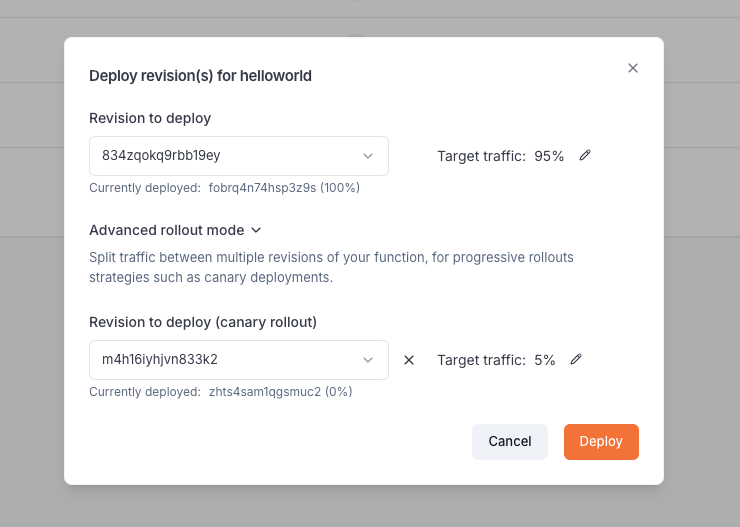 Deploy revision(s) for helloworld
Revision to deploy
834zqokq9rbb19ey
Target traffic: 95%
Currently deployed: fobrq4n74hsp3z9s (100%)
Advanced rollout mode
Split traffic between multiple revisions of your function, for progressive rollouts
strategies such as canary deployments.
Revision to deploy (canary rollout)
m4h16iyhjvn833k2
Target traffic: 5%
Currently deployed: zhts4sam1qgsmuc2 (0%)
Cancel
Deploy